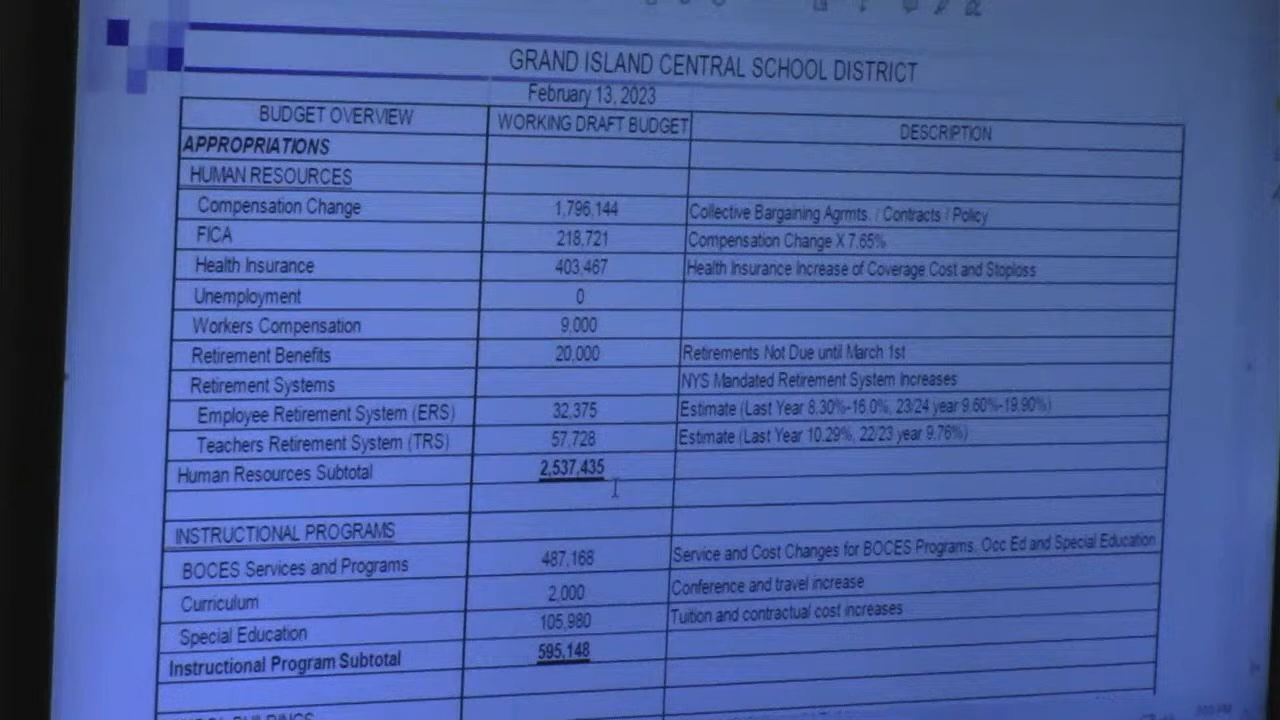 GRAND ISLAND CENTRAL SCHOOL DISTRICT
February 13, 2023
BUDGET OVERVIEW WORKING DRAFT BUDGET DESCRIPTION
APPROPRIATIONS
HUMAN RESOURCES
Compensation Change 1,796,144 Collective Bargaining Agrmts. / Contracts / Policy
FICA 218,721 Compensation Change X 7.65%
Health Insurance 403,467 Health Insurance Increase of Coverage Cost and Stoploss
Unemployment 0
Workers Compensation 9,000
Retirement Benefits 20,000 Retirements Not Due until March 1st
Retirement Systems NYS Mandated Retirement System Increases
Employee Retirement System (ERS) 32,375 Estimate (Last Year 8.30%-16.0%, 23/24 year 9.60%-19.90%)
Teachers Retirement System (TRS) 57,728 Estimate (Last Year 10.29%, 22/23 year 9.76%)
Human Resources Subtotal 2,537,435
INSTRUCTIONAL PROGRAMS
BOCES Services and Programs 487,168 Service and Cost Changes for BOCES Programs, Occ Ed and Special Education
Curriculum 2,000 Conference and travel increase
Special Education 105,980 Tuition and contractual cost increases
Instructional Program Subtotal 595,148